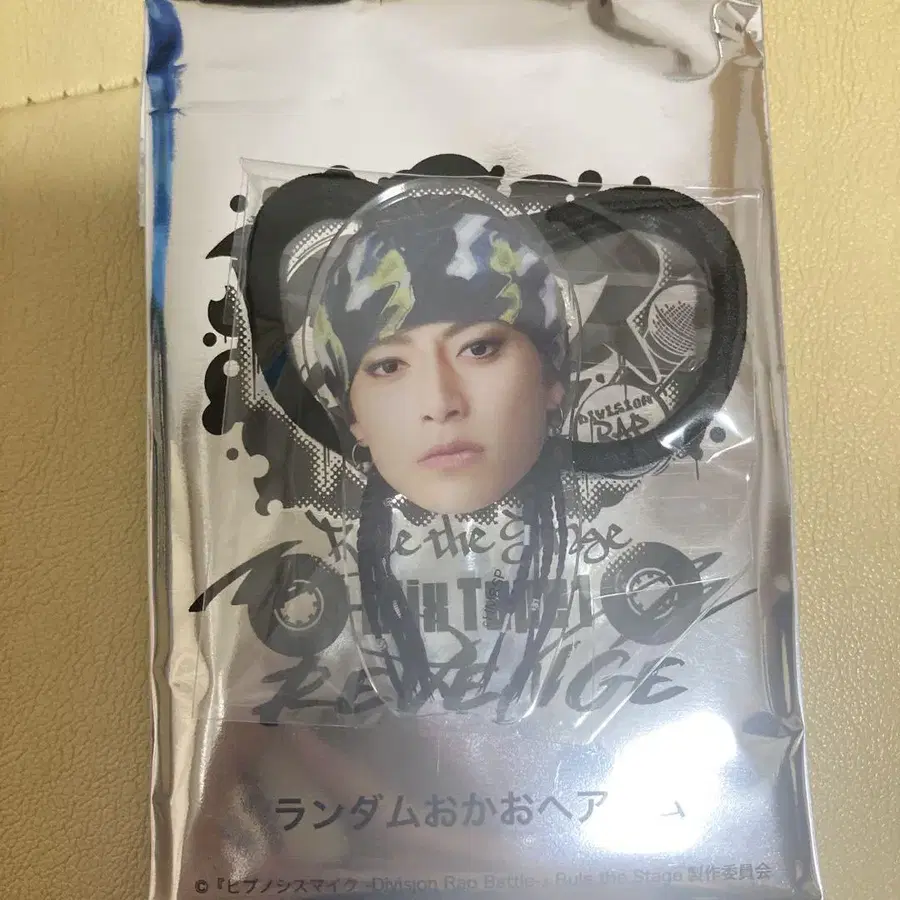 DIVISION
RAP
Rule the Stage
REVENGE
ランダムおかおヘア
©『ヒプノシスマイク -Division Rap Battle-』Rule the Stage 製作委員会